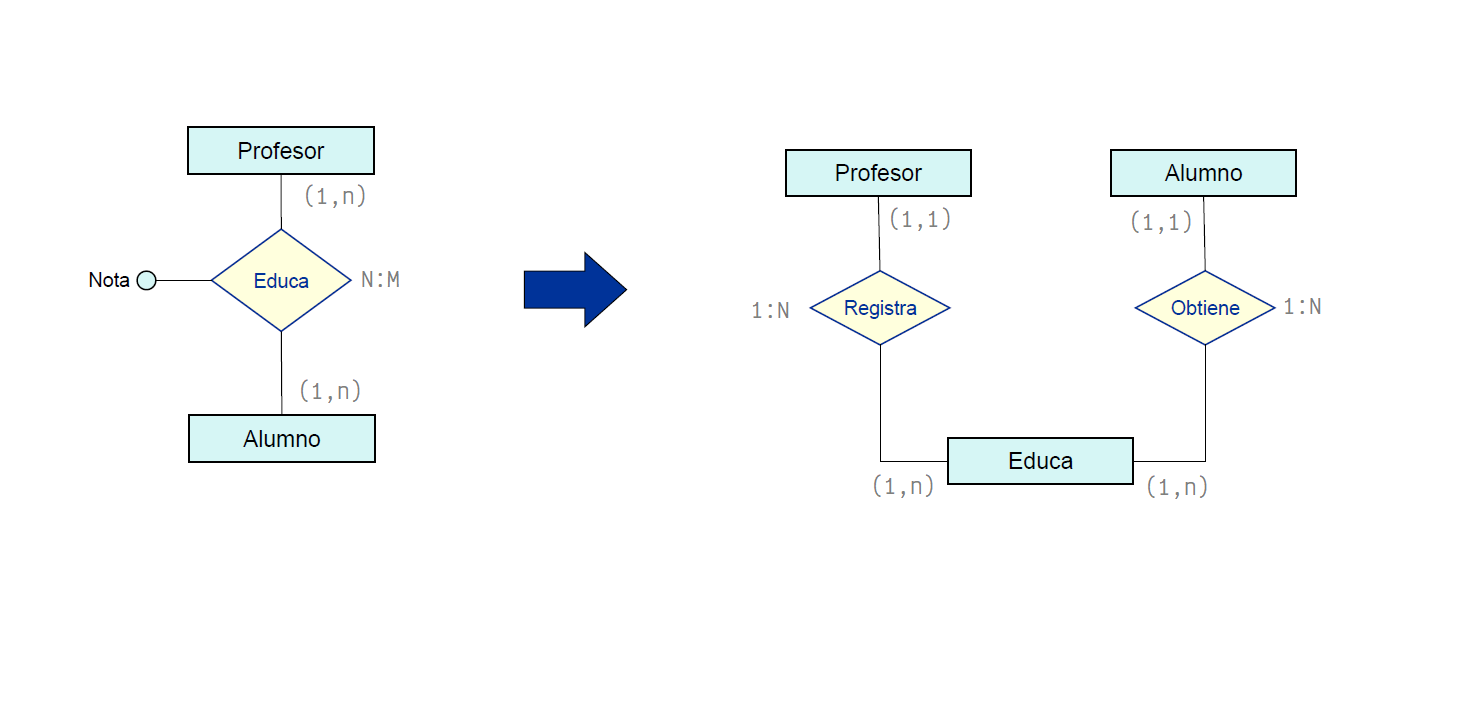 Profesor
(1,n)
Nota
Educa
N:M
(1,n)
Alumno
Profesor
(1,1)
1:N
Registra
Alumno
(1,1)
Obtiene
1:N
Educa
(1,n)
(1,n)